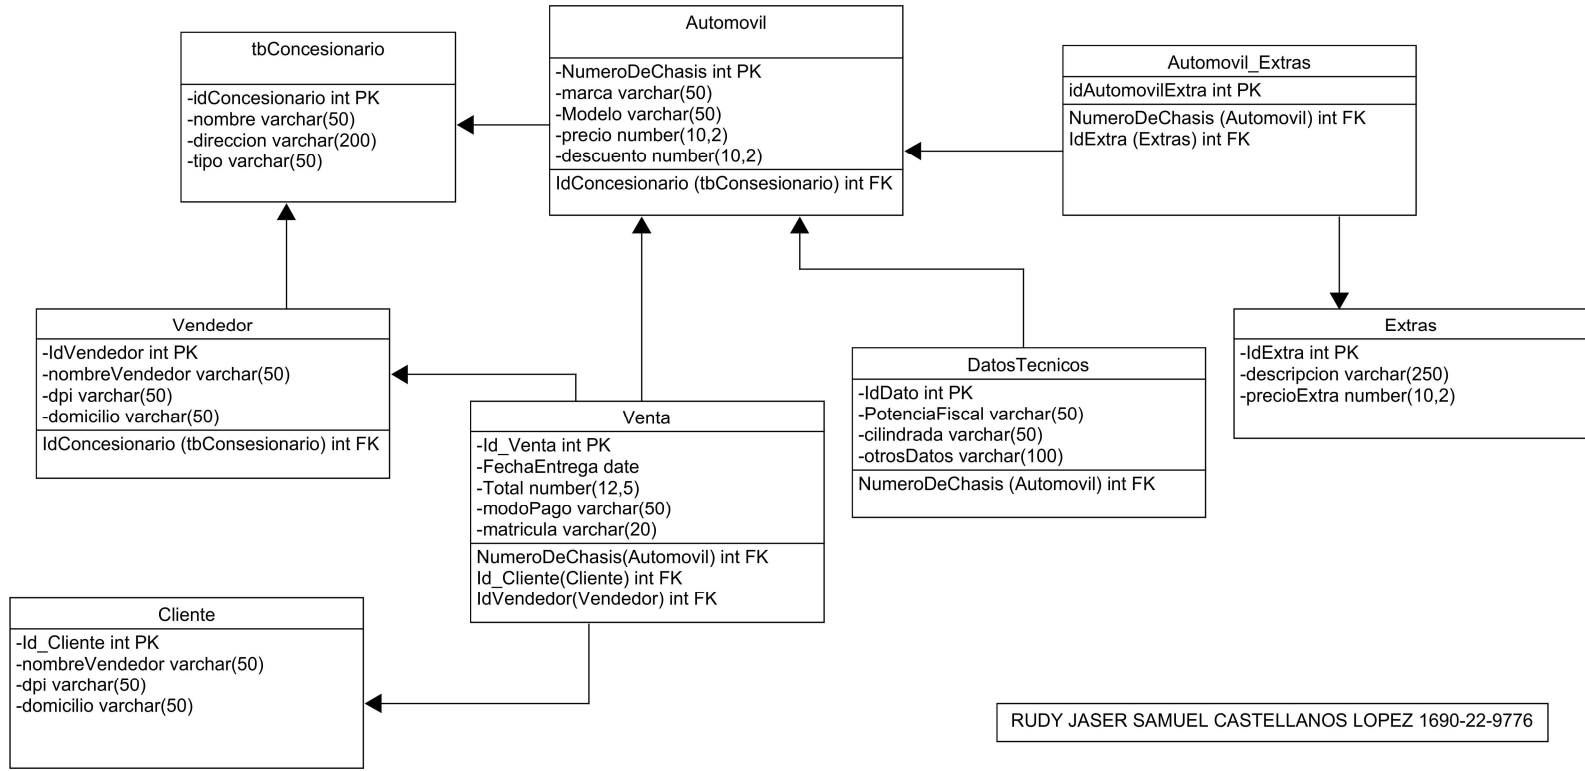 tbConcesionario
-idConcesionario int PK
-nombre varchar(50)
-direccion varchar(200)
-tipo varchar(50)
Automovil
-NumeroDeChasis int PK
-marca varchar(50)
-Modelo varchar(50)
-precio number(10,2)
-descuento number(10,2)
IdConcesionario (tbConsesionario) int FK
Automovil_Extras
idAutomovilExtra int PK
NumeroDeChasis (Automovil) int FK
IdExtra (Extras) int FK
Vendedor
-IdVendedor int PK
-nombreVendedor varchar(50)
-dpi varchar(50)
-domicilio varchar(50)
IdConcesionario (tbConsesionario) int FK
Venta
-Id_Venta int PK
-FechaEntrega date
-Total number(12,5)
-modoPago varchar(50)
-matricula varchar(20)
NumeroDeChasis(Automovil) int FK
Id_Cliente(Cliente) int FK
IdVendedor(Vendedor) int FK
DatosTecnicos
-IdDato int PK
-PotenciaFiscal varchar(50)
-cilindrada varchar(50)
-otrosDatos varchar(100)
NumeroDeChasis (Automovil) int FK
Extras
-IdExtra int PK
-descripcion varchar(250)
-precioExtra number(10,2)
Cliente
-Id_Cliente int PK
-nombreVendedor varchar(50)
-dpi varchar(50)
-domicilio varchar(50)
RUDY JASER SAMUEL CASTELLANOS LOPEZ 1690-22-9776